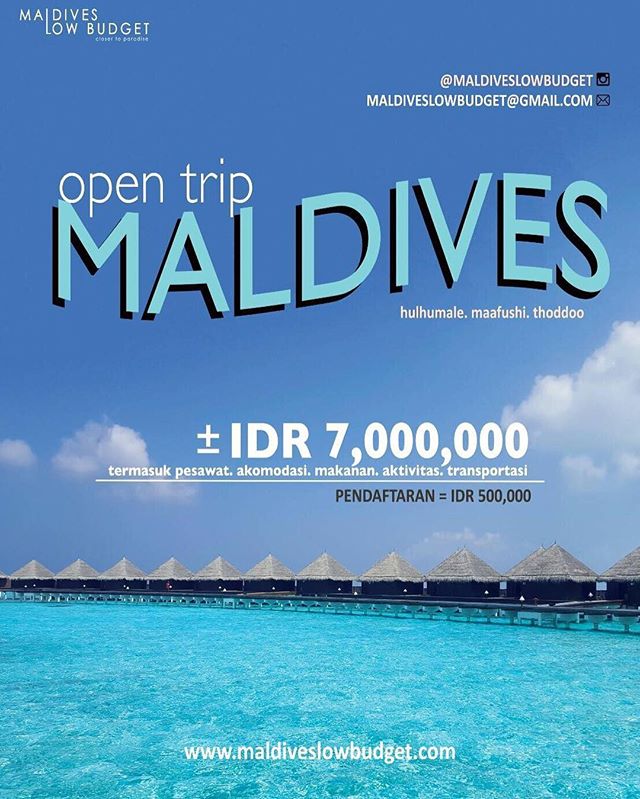 MALDIVES
LOW BUDGET
closer to paradise
@MALDIVESLOWBUDGET
MALDIVESLOWBUDGET@GMAIL.COM
open trip
MALDIVES
hulhumale. maafushi. thoddoo
± IDR 7,000,000
termasuk pesawat. akomodasi. makanan. aktivitas. transportasi
PENDAFTARAN = IDR 500,000
www.maldiveslowbudget.com